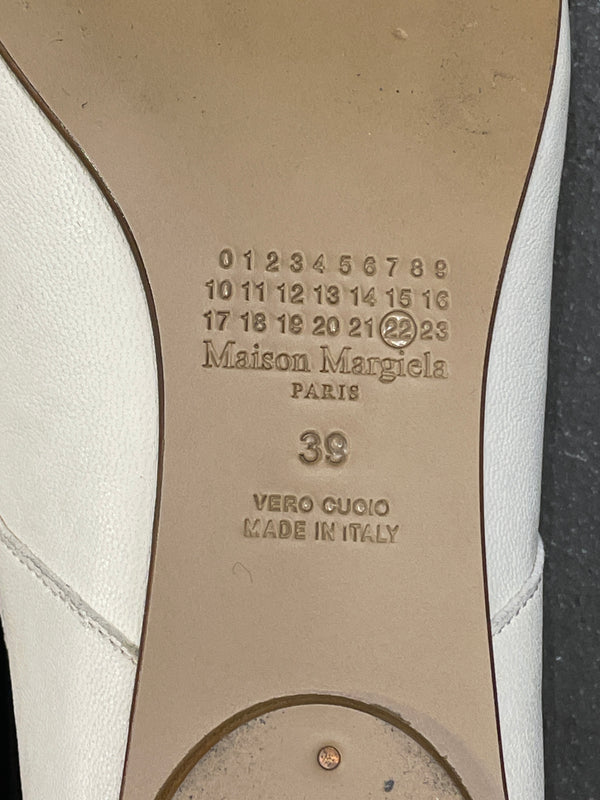 0 1 2 3 4 5 6 7 8 9
10 11 12 13 14 15 16
17 18 19 20 21 22 23
Maison Margiela
PARIS
39
VERO CUOIO
MADE IN ITALY